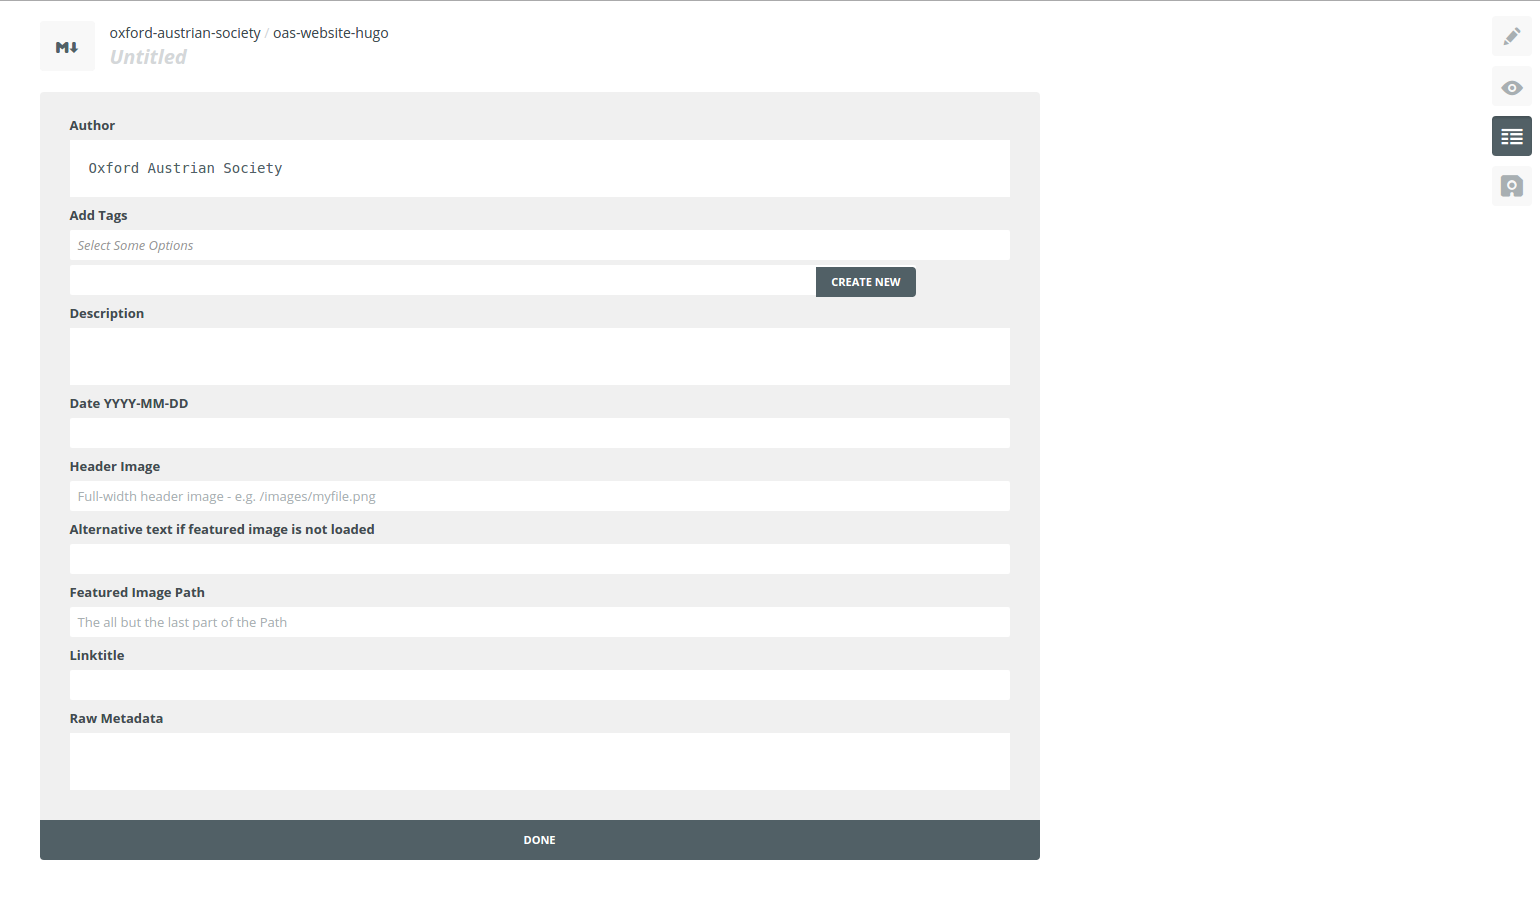 M
oxford-austrian-society / oas-website-hugo
Untitled
Author
Oxford Austrian Society
Add Tags
Select Some Options
CREATE NEW
Description
Date YYYY-MM-DD
Header Image
Full-width header image - e.g. /images/myfile.png
Alternative text if featured image is not loaded
Featured Image Path
The all but the last part of the Path
Linktitle
Raw Metadata
DONE